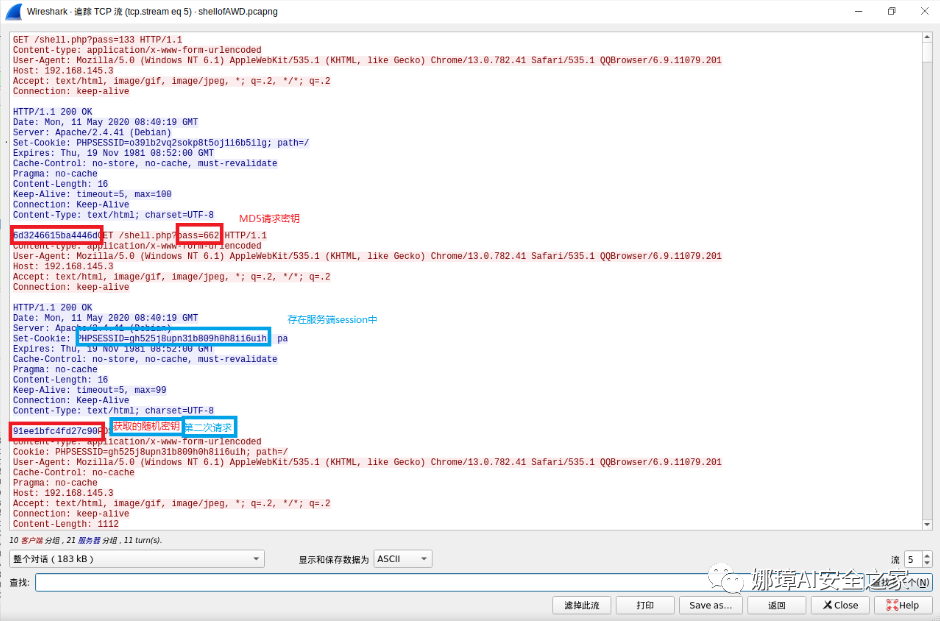 Wireshark · 追踪 TCP 流 (tcp.stream eq 5) · shellofAWD.pcapng
GET /shell.php?pass=133 HTTP/1.1
Content-type: application/x-www-form-urlencoded
User-Agent: Mozilla/5.0 (Windows NT 6.1) AppleWebKit/535.1 (KHTML, like Gecko) Chrome/13.0.782.41 Safari/535.1 QQBrowser/6.9.11079.201
Host: 192.168.145.3
Accept: text/html, image/gif, image/jpeg, *; q=.2, */*; q=.2
Connection: keep-alive
HTTP/1.1 200 OK
Date: Mon, 11 May 2020 08:40:19 GMT
Server: Apache/2.4.41 (Debian)
Set-Cookie: PHPSESSID=o39lb2vq2sokp8t5oj1i6b5ilg; path=/
Expires: Thu, 19 Nov 1981 08:52:00 GMT
Cache-Control: no-store, no-cache, must-revalidate
Pragma: no-cache
Content-Length: 16
Keep-Alive: timeout=5, max=100
Connection: Keep-Alive
Content-Type: text/html; charset=UTF-8
MD5请求密钥
6d3246615ba4446dGET /shell.php?pass=662 HTTP/1.1
Content-type: application/x-www-form-urlencoded
User-Agent: Mozilla/5.0 (Windows NT 6.1) AppleWebKit/535.1 (KHTML, like Gecko) Chrome/13.0.782.41 Safari/535.1 QQBrowser/6.9.11079.201
Host: 192.168.145.3
Accept: text/html, image/gif, image/jpeg, *; q=.2, */*; q=.2
Connection: keep-alive
HTTP/1.1 200 OK
Date: Mon, 11 May 2020 08:40:19 GMT
存在服务端session中
Server: Apache/2.4.41 (Debian)
Set-Cookie: PHPSESSID=gh525j8upn31b809h0h8ii6uih; pa
Expires: Thu, 19 Nov 1981 08:52:00 GMT
Cache-Control: no-store, no-cache, must-revalidate
Pragma: no-cache
Content-Length: 16
Keep-Alive: timeout=5, max=99
Connection: Keep-Alive
Content-Type: text/html; charset=UTF-8
91ee1bfc4fd27c90PO 获取的随机密钥 第二次请求
Content-type: application/x-www-form-urlencoded
Cookie: PHPSESSID=gh525j8upn31b809h0h8ii6uih; path=/
User-Agent: Mozilla/5.0 (Windows NT 6.1) AppleWebKit/535.1 (KHTML, like Gecko) Chrome/13.0.782.41 Safari/535.1 QQBrowser/6.9.11079.201
Cache-Control: no-cache
Pragma: no-cache
Host: 192.168.145.3
Accept: text/html, image/gif, image/jpeg, *; q=.2, */*; q=.2
Connection: keep-alive
Content-Length: 1112
10 客户端 分组, 21 服务器 分组, 11 turn(s).
整个对话 (183 kB) 显示和保存数据为 ASCII 流 5
查找: 个(N)
娜璋AI安全之家
滤掉此流 打印 Save as… 返回 Close Help